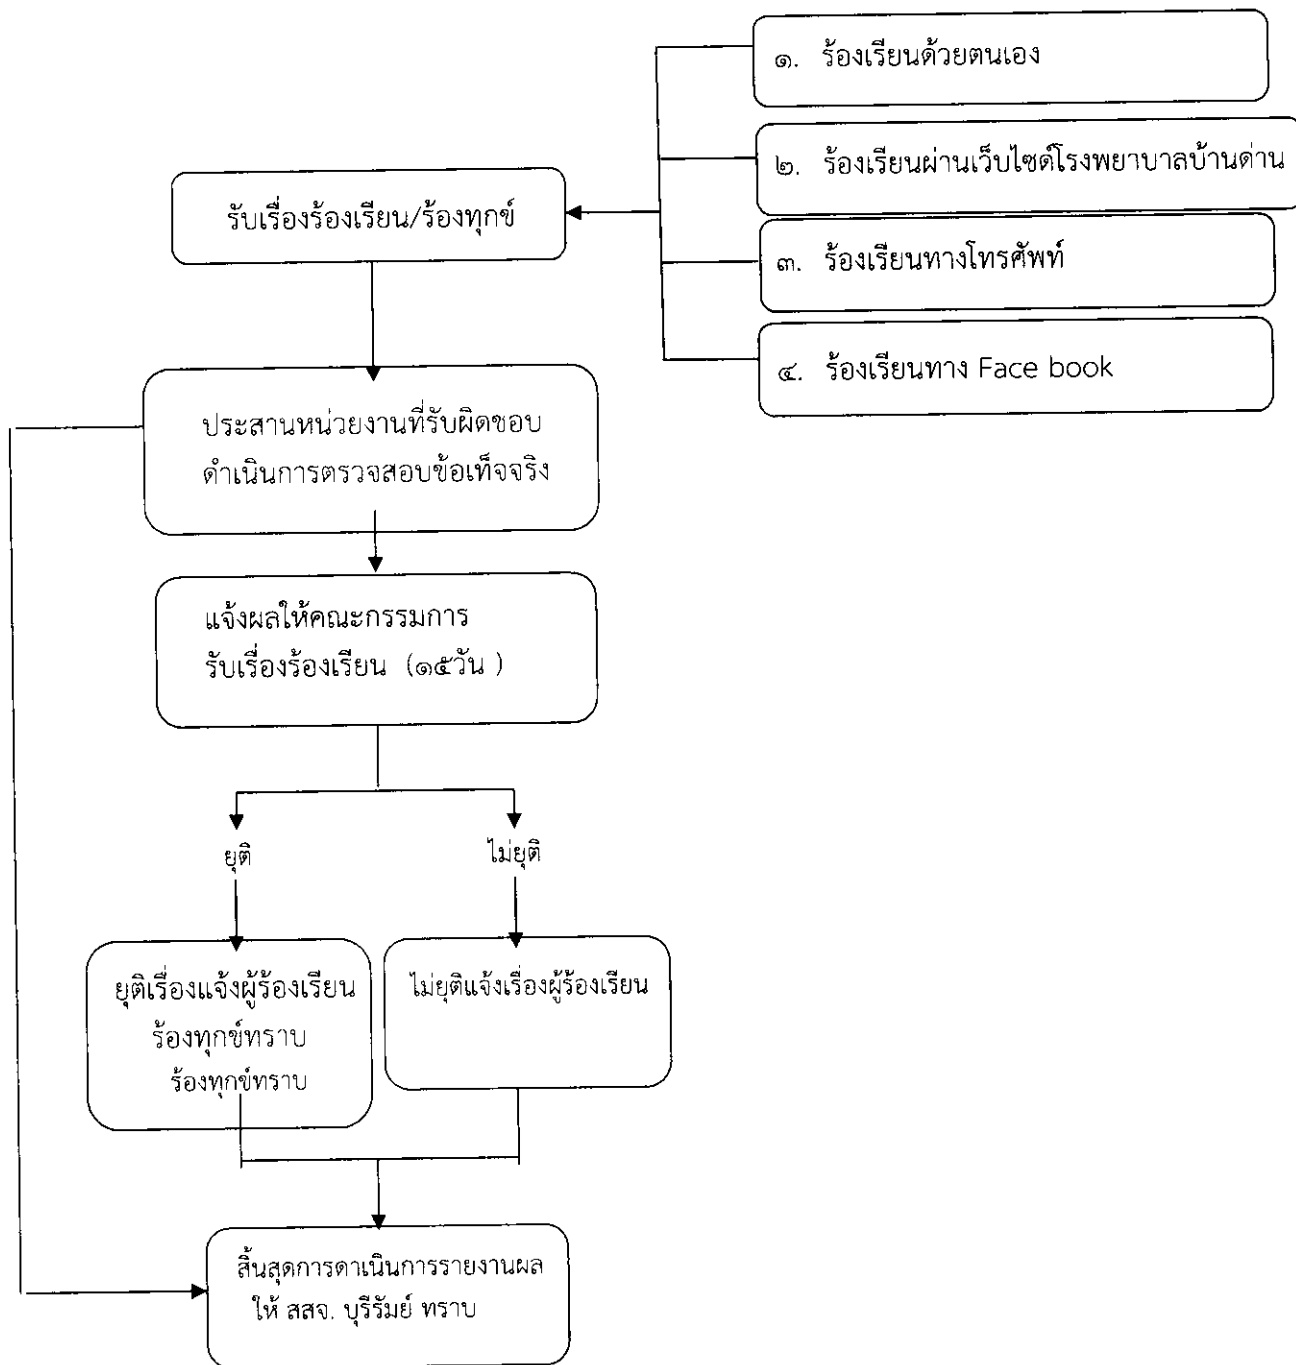 ๑. ร้องเรียนด้วยตนเอง
๒. ร้องเรียนผ่านเว็บไซด์โรงพยาบาลบ้านด่าน
รับเรื่องร้องเรียน/ร้องทุกข์
๓. ร้องเรียนทางโทรศัพท์
๔. ร้องเรียนทาง Face book
ประสานหน่วยงานที่รับผิดชอบ
ดำเนินการตรวจสอบข้อเท็จจริง
แจ้งผลให้คณะกรรมการ
รับเรื่องร้องเรียน (๑๕วัน )
ยุติ
ไม่ยุติ
ยุติเรื่องแจ้งผู้ร้องเรียน
ร้องทุกข์ทราบ
ร้องทุกข์ทราบ
ไม่ยุติแจ้งเรื่องผู้ร้องเรียน
สิ้นสุดการดาเนินการรายงานผล
ให้ สสจ. บุรีรัมย์ ทราบ